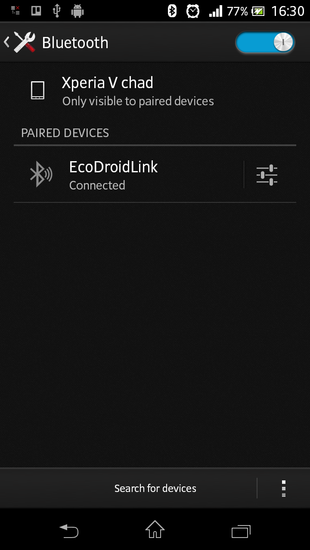 77% 16:30
Bluetooth
Xperia V chad
Only visible to paired devices
PAIRED DEVICES
EcoDroidLink
Connected
Search for devices